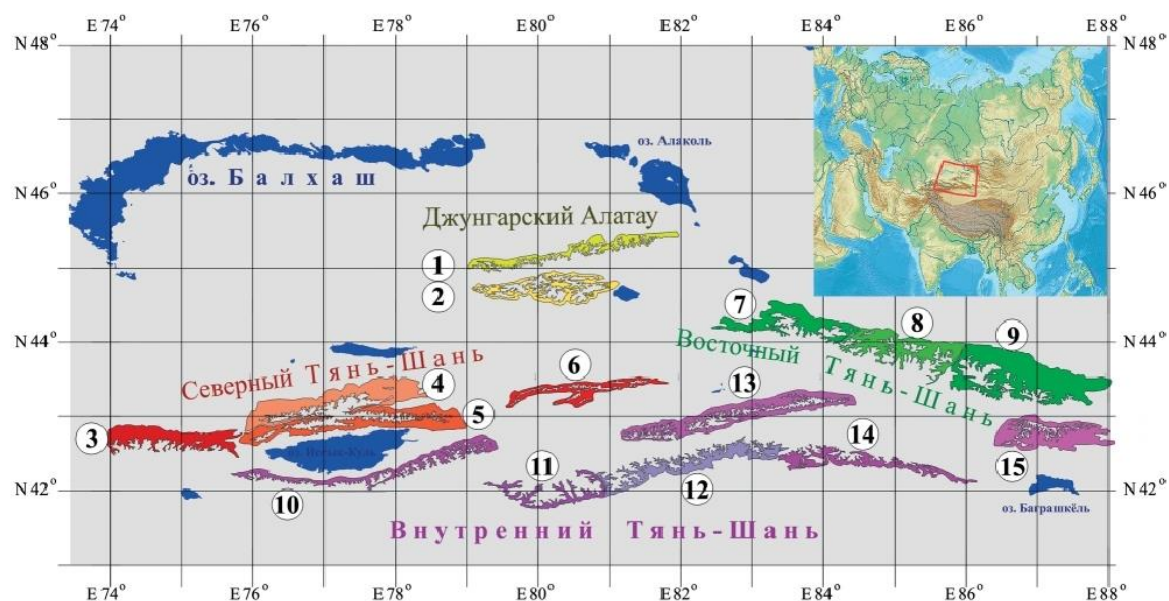 E 74° E 76° E 78° E 80° E 82° E 84° E 86° E 88°
N 48° N 48°
оз. Алаколь
оз. Балхаш
N 46° N 46°
Джунгарский Алатау
1
2
7
8
9
N 44° N 44°
Восточный Тянь-Шань
Северный Тянь-Шань
6
13
4
5
3
14
15
11
12
10
N 42° N 42°
оз. Баграшкёль
Внутренний Тянь-Шань
E 74° E 76° E 78° E 80° E 82° E 84° E 86° E 88°